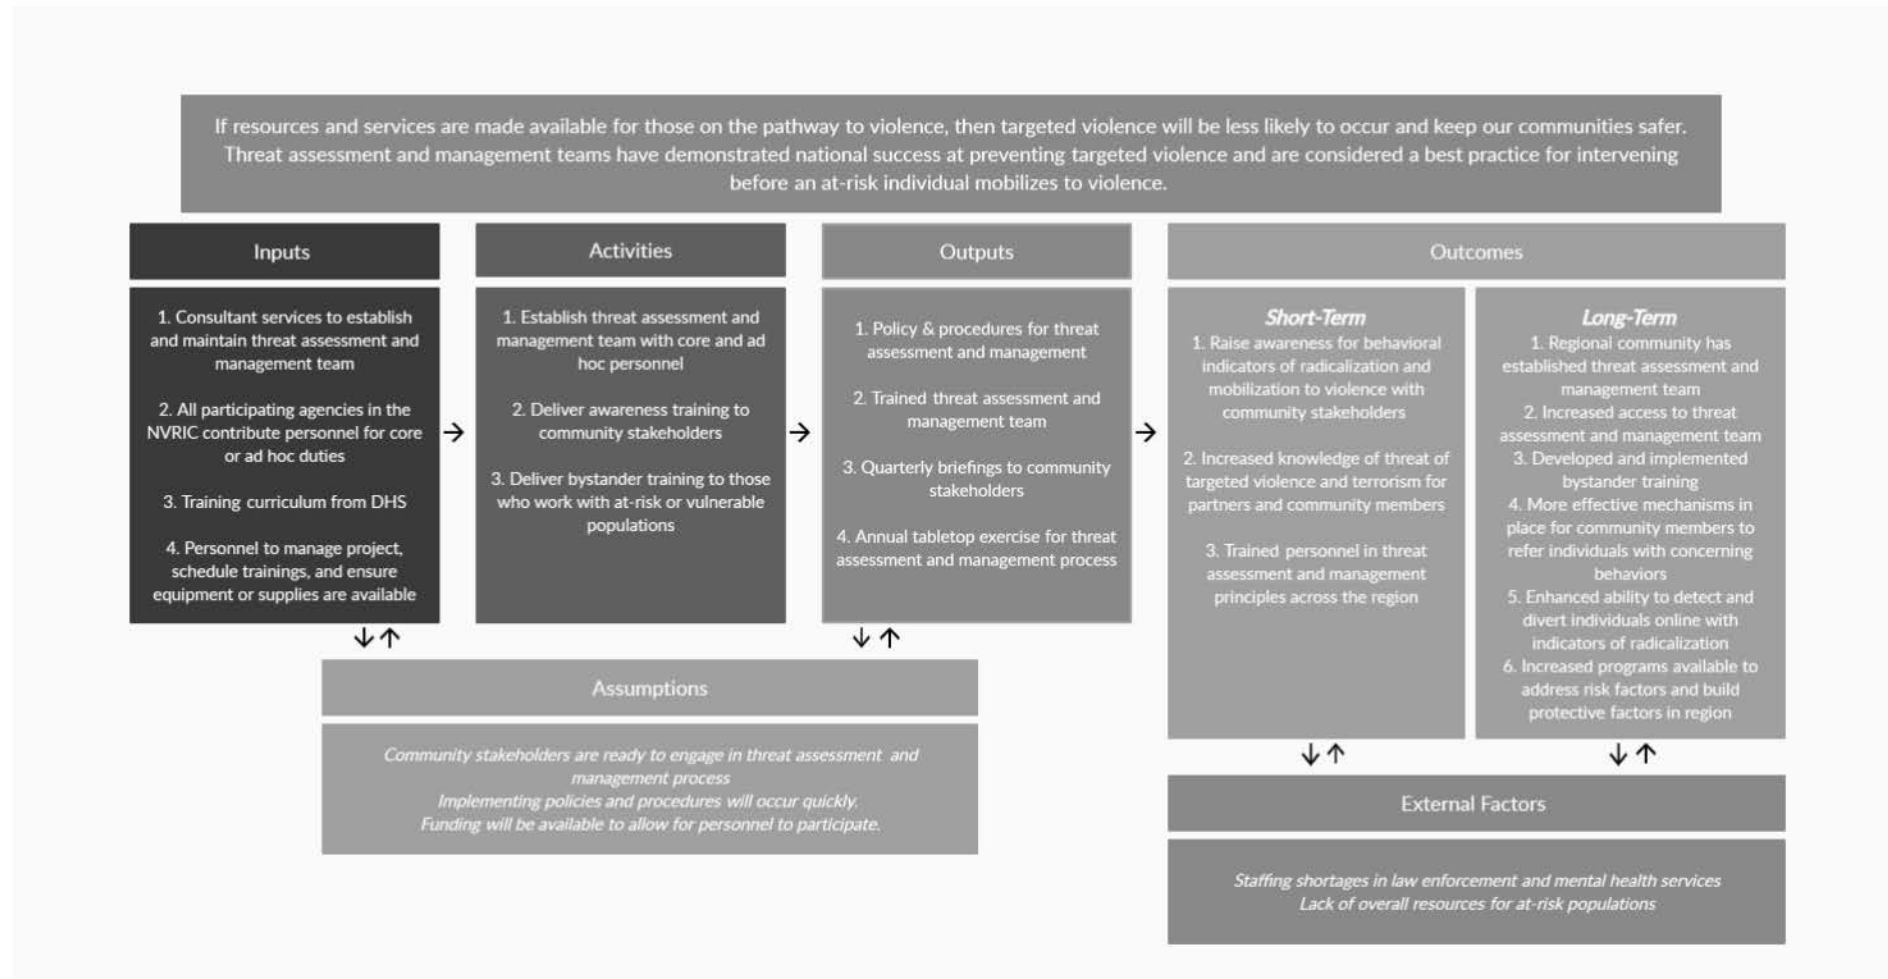 If resources and services are made available for those on the pathway to violence, then targeted violence will be less likely to occur and keep our communities safer.
Threat assessment and management teams have demonstrated national success at preventing targeted violence and are considered a best practice for intervening
before an at-risk individual mobilizes to violence.
Inputs
1. Consultant services to establish
and maintain threat assessment and
management team
2. All participating agencies in the
NVRIC contribute personnel for core
or ad hoc duties
3. Training curriculum from DHS
4. Personnel to manage project,
schedule trainings, and ensure
equipment or supplies are available
Activities
1. Establish threat assessment and
management team with core and ad
hoc personnel
2. Deliver awareness training to
community stakeholders
3. Deliver bystander training to those
who work with at-risk or vulnerable
populations
Outputs
1. Policy & procedures for threat
assessment and management
2. Trained threat assessment and
management team
3. Quarterly briefings to community
stakeholders
4. Annual tabletop exercise for threat
assessment and management process
Outcomes
Short-Term
1. Raise awareness for behavioral
indicators of radicalization and
mobilization to violence with
community stakeholders
2. Increased knowledge of threat of
targeted violence and terrorism for
partners and community members
3. Trained personnel in threat
assessment and management
principles across the region
Long-Term
1. Regional community has
established threat assessment and
management team
2. Increased access to threat
assessment and management team
3. Developed and implemented
bystander training
4. More effective mechanisms in
place for community members to
refer individuals with concerning
behaviors
5. Enhanced ability to detect and
divert individuals online with
indicators of radicalization
6. Increased programs available to
address risk factors and build
protective factors in region
Assumptions
Community stakeholders are ready to engage in threat assessment and
management process
Implementing policies and procedures will occur quickly.
Funding will be available to allow for personnel to participate.
External Factors
Staffing shortages in law enforcement and mental health services
Lack of overall resources for at-risk populations